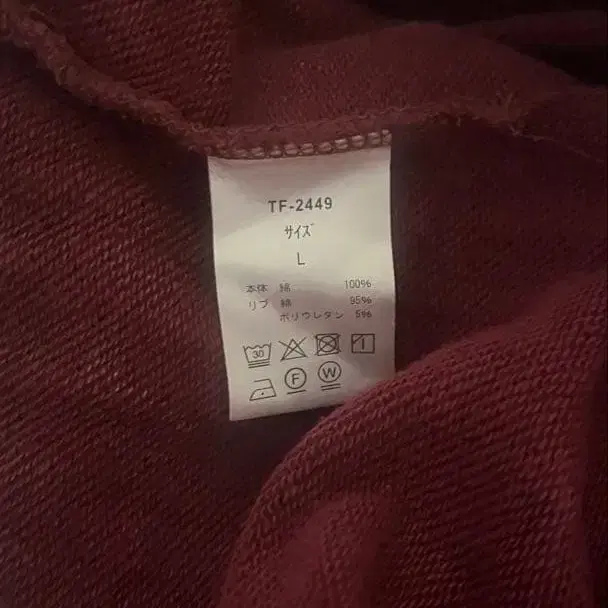 TF-2449
ｻｲｽﾞ
L
本体 綿 100%
リブ 綿 95%
ポリウレタン 5%
30
F W